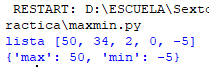 RESTART: D:\ESCUELA\Sexto
ractica\maxmin.py
lista [50, 34, 2, 0, -5]
{'max': 50, 'min': -5}